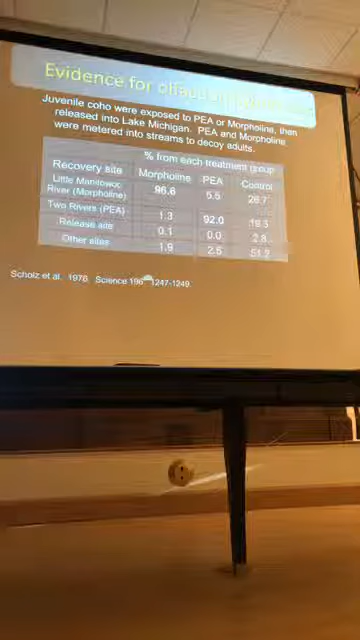 Evidence for
Juvenile coho were exposed to PEA or Morpholine, then
released into Lake Michigan. PEA and Morpholine
were metered into streams to decoy adults.
% from each treatment group
Recovery site Morpholine PEA Control
Little Manitowoc
River (Morpholine) 96.6 5.5 26.7
Two Rivers (PEA) 1.3 92.0 19.3
Release site 0.1 0.0 2.8
Other sites 1.9 2.5 51.2
Scholz et al. 1976. Science 196 1247-1249.